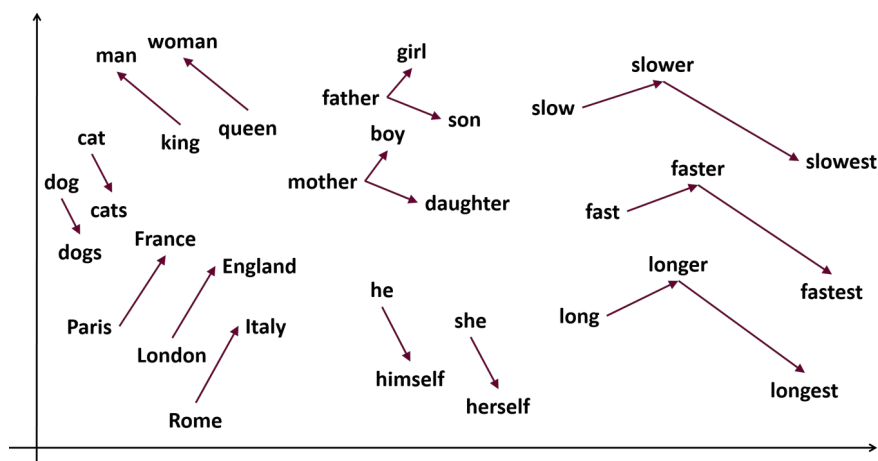 man
woman
king
queen
cat
cats
dog
dogs
France
Paris
England
London
Italy
Rome
girl
father
son
boy
mother
daughter
he
himself
she
herself
slower
slow
slowest
faster
fast
fastest
longer
long
longest